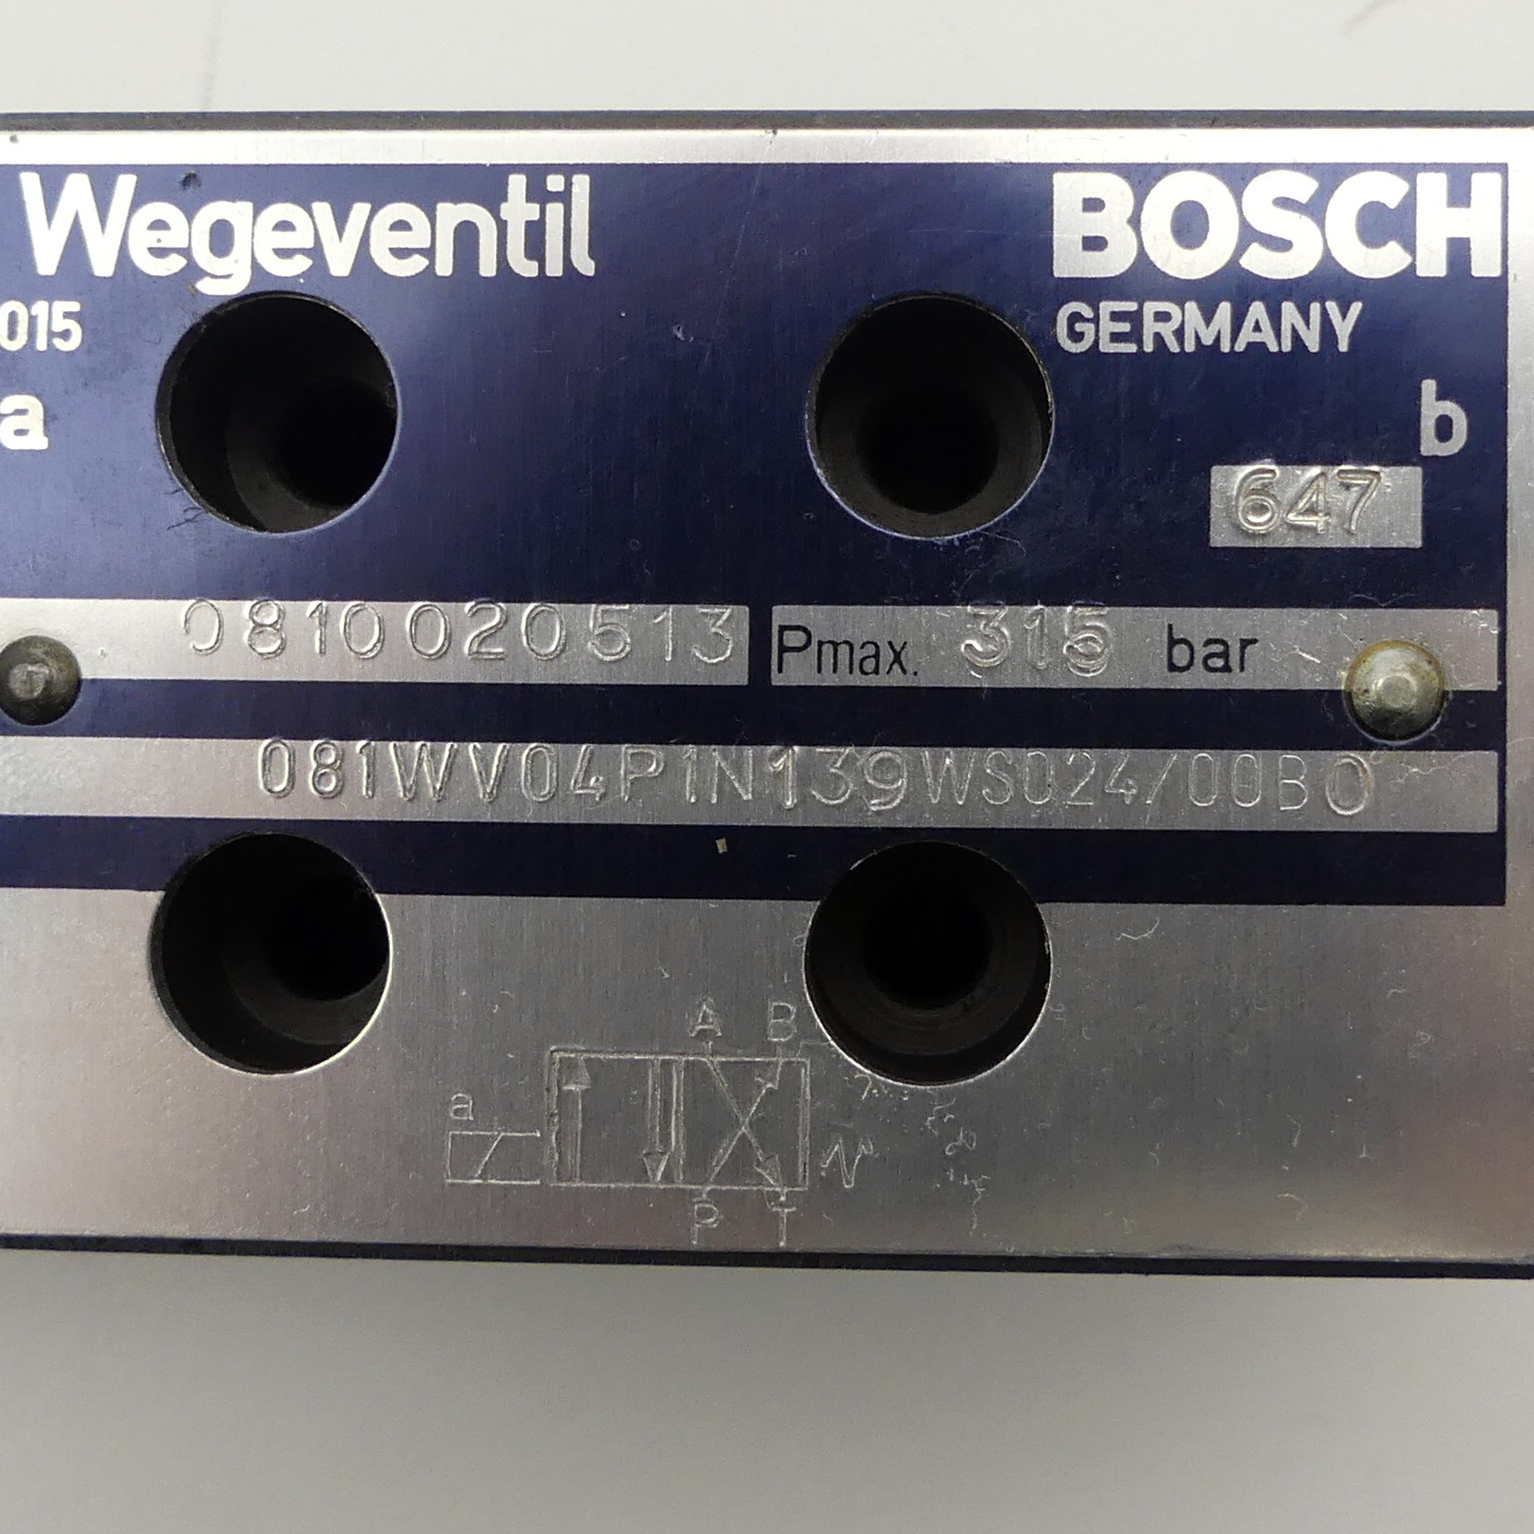 Wegeventil BOSCH
015 GERMANY
a b
647
0810020513 Pmax. 315 bar
081WV04P1N139WS024/00B0
A B
a
P T